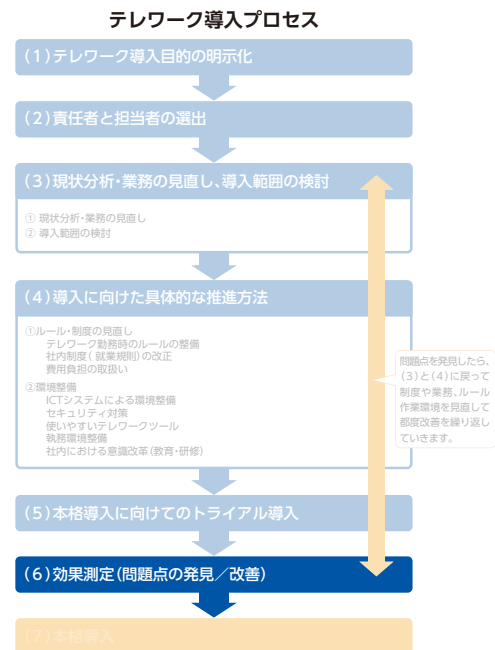 テレワーク導入プロセス
(1)テレワーク導入目的の明示化
(2)責任者と担当者の選出
(3)現状分析・業務の見直し、導入範囲の検討
① 現状分析・業務の見直し
② 導入範囲の検討
(4)導入に向けた具体的な推進方法
①ルール・制度の見直し
テレワーク勤務時のルールの整備
社内制度(就業規則)の改正
費用負担の取扱い
②環境整備
ICTシステムによる環境整備
セキュリティ対策
使いやすいテレワークツール
執務環境整備
社内における意識改革(教育・研修)
問題点を発見したら、
(3)と(4)に戻って
制度や業務、ルール
作業環境を見直して
都度改善を繰り返し
ていきます。
(5)本格導入に向けてのトライアル導入
(6)効果測定(問題点の発見／改善)
(7)本格導入